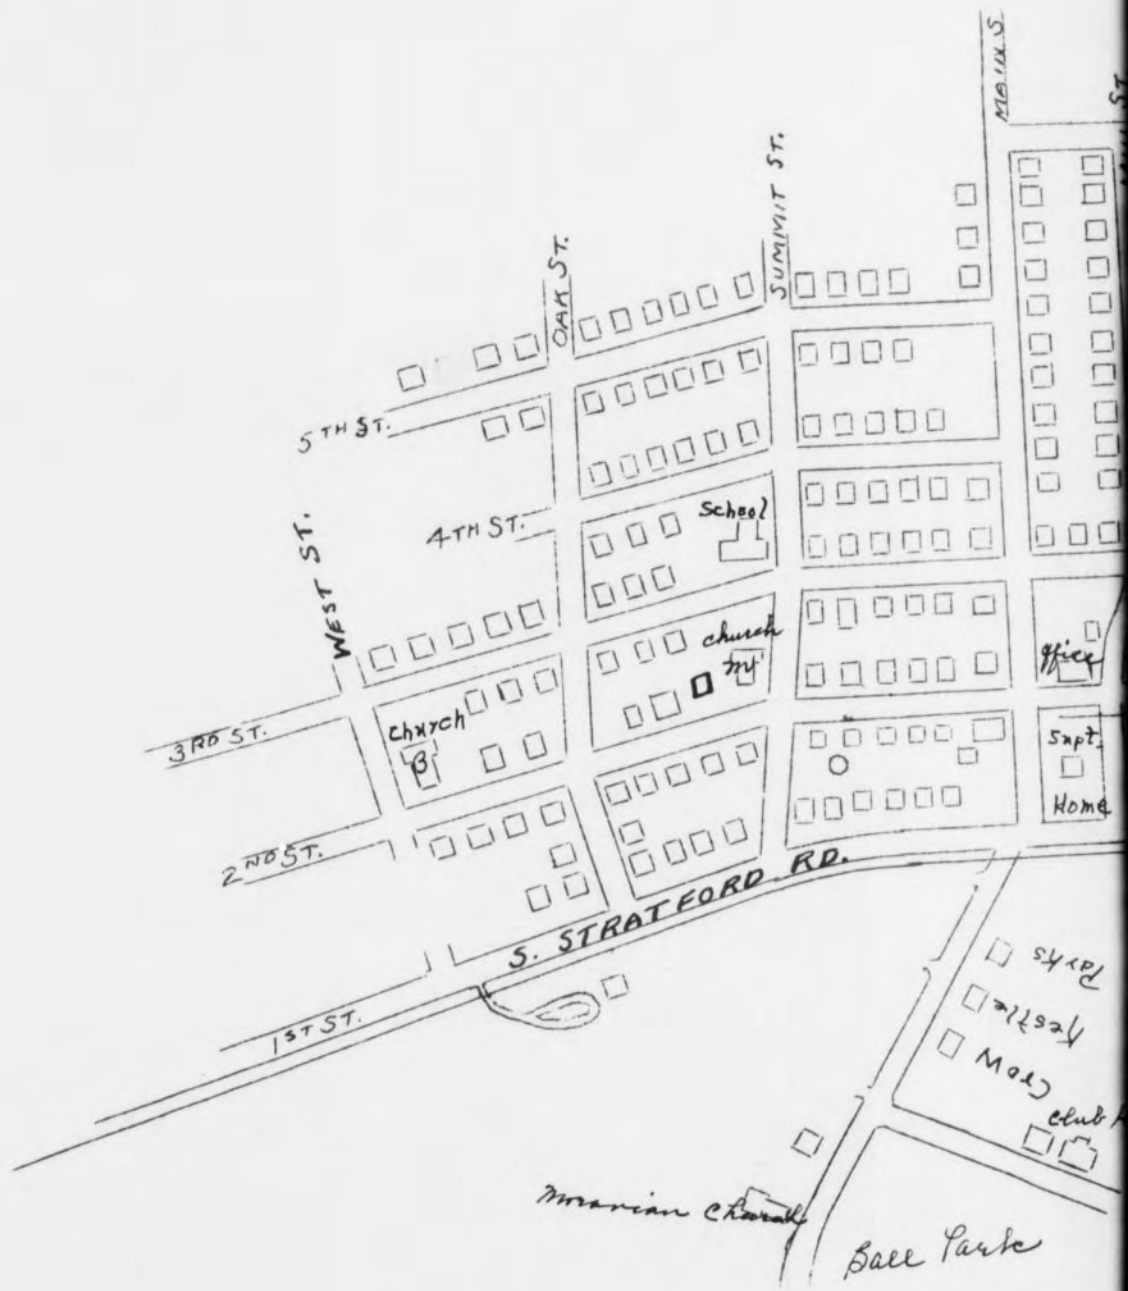 MAIN S
ST
SUMMIT ST.
OAK ST.
5TH ST.
4TH ST.
School
WEST ST.
church
M
office
3RD ST.
Church
B
Supt.
Home
2ND ST.
S. STRATFORD RD.
1ST ST.
Parks
Kestle
Crow
Club
Moravian Church
Ball Park